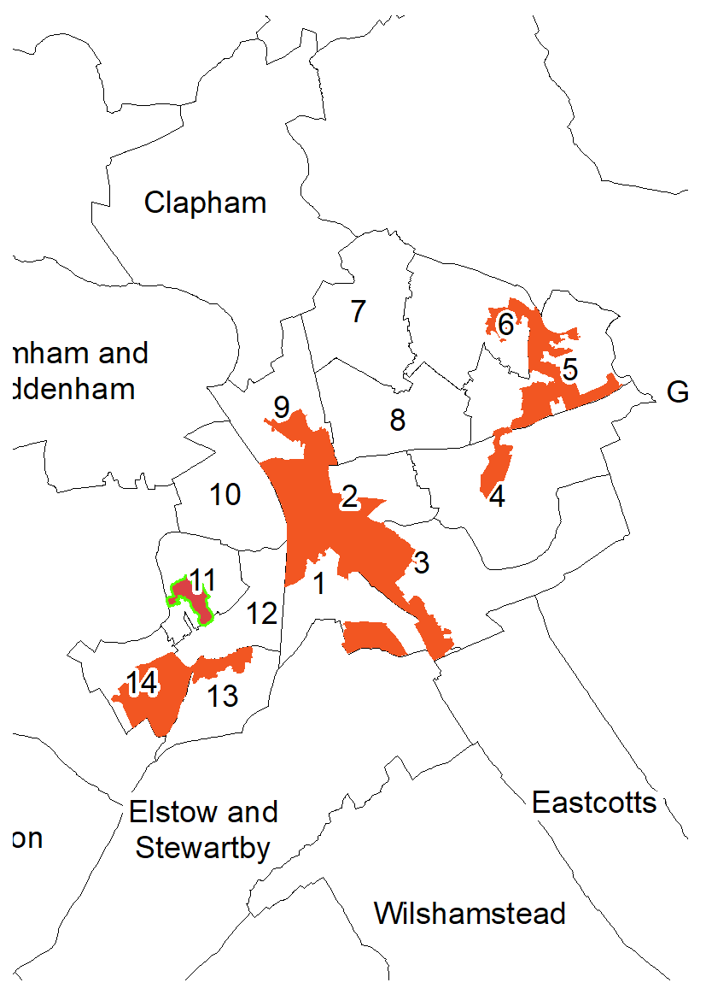 Clapham
7
6
mham and
ddenham
5
G
9
8
10
2
4
11
3
1
12
14
13
Elstow and
Stewartby
Eastcotts
on
Wilshamstead